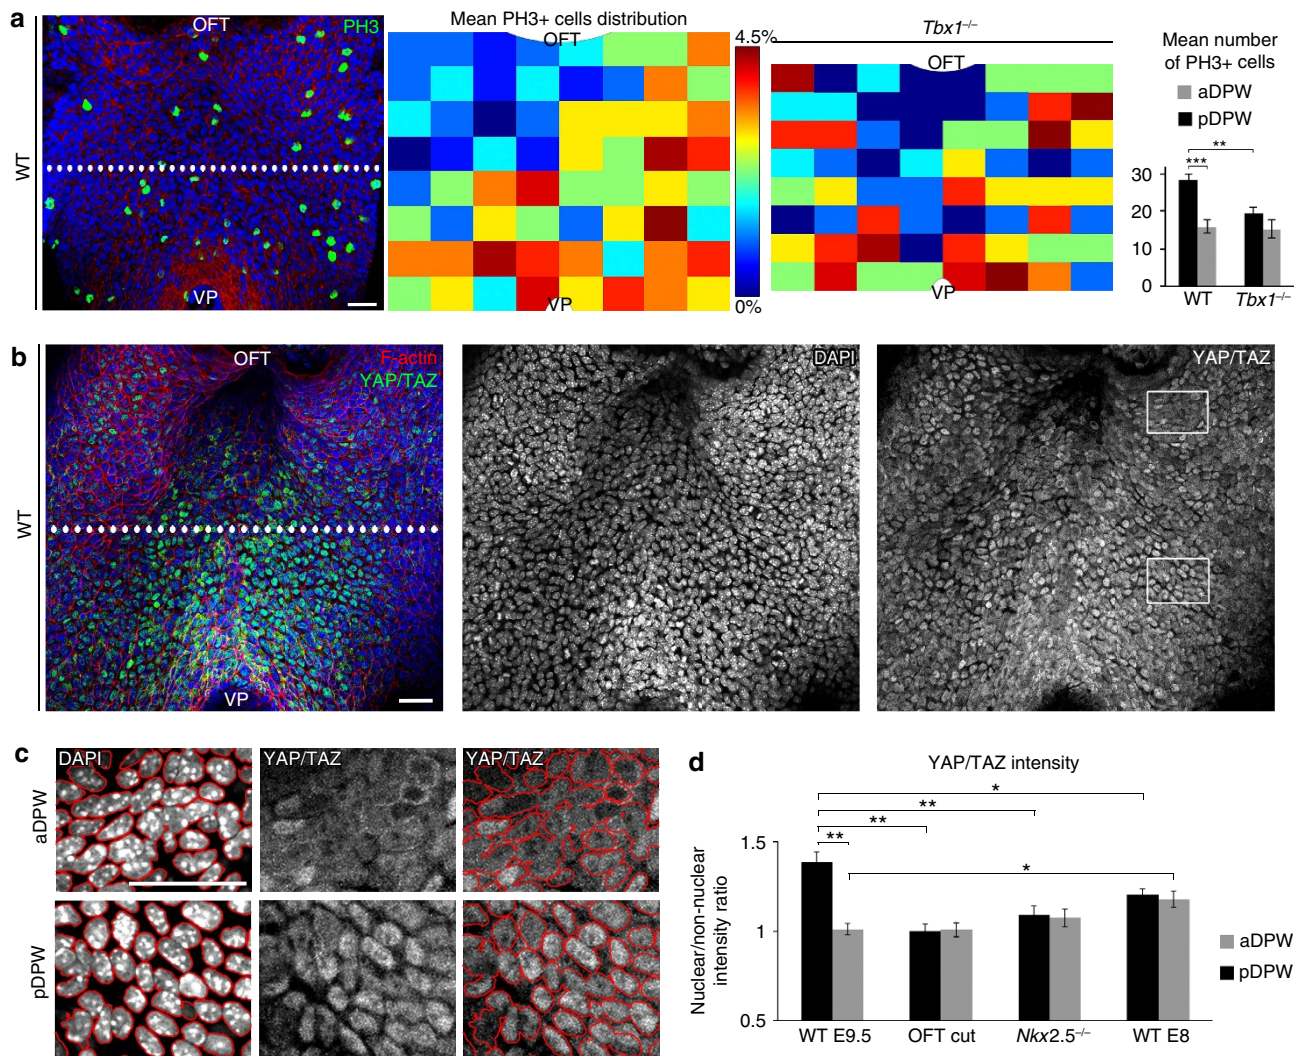 a
OFT
PH3
WT
VP
Mean PH3+ cells distribution
OFT
VP
4.5%
0%
Tbx1–/–
OFT
VP
Mean number
of PH3+ cells
aDPW
pDPW
**
***
30
20
10
0
WT
Tbx1–/–
b
OFT
F-actin
YAP/TAZ
WT
VP
DAPI
YAP/TAZ
c
DAPI
YAP/TAZ
YAP/TAZ
aDPW
pDPW
d
YAP/TAZ intensity
*
**
**
**
*
Nuclear/non-nuclear
intensity ratio
1.5
1
0.5
WT E9.5
OFT cut
Nkx2.5–/–
WT E8
aDPW
pDPW